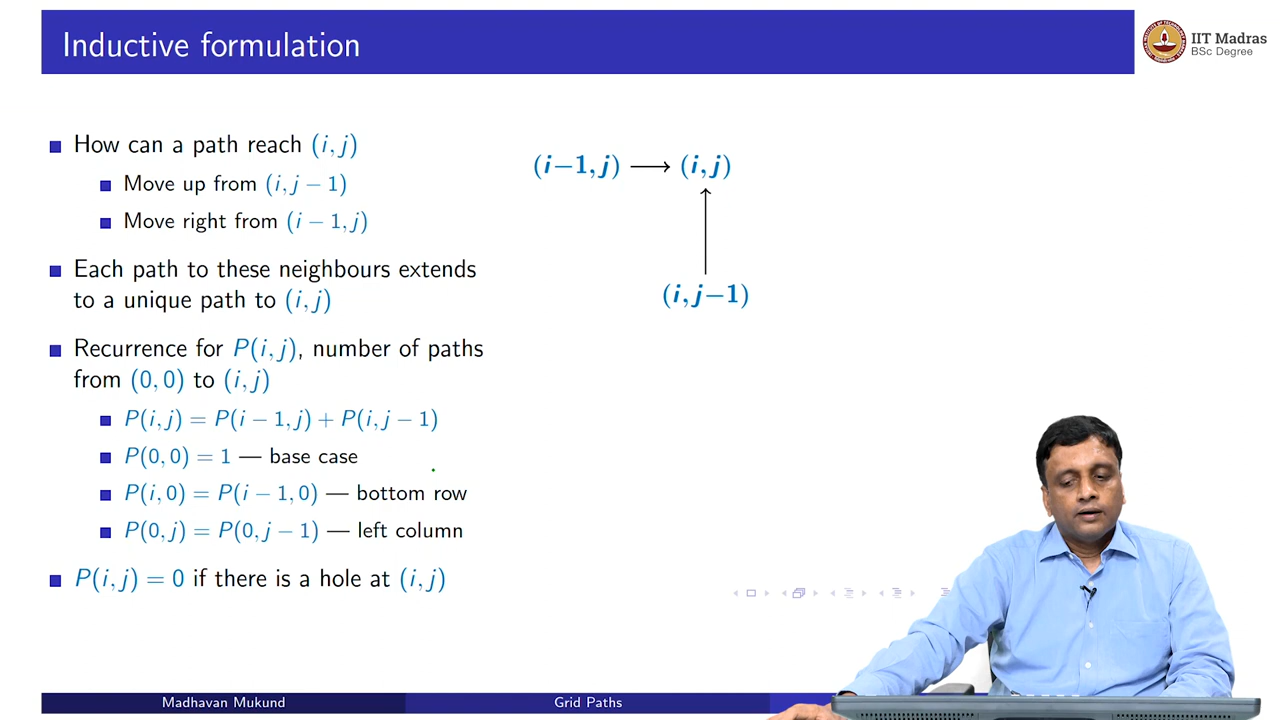 Inductive formulation
IIT Madras
BSc Degree
How can a path reach (i, j)
Move up from (i, j − 1)
Move right from (i − 1, j)
Each path to these neighbours extends
to a unique path to (i, j)
Recurrence for P(i, j), number of paths
from (0, 0) to (i, j)
P(i, j) = P(i − 1, j) + P(i, j − 1)
P(0, 0) = 1 — base case
P(i, 0) = P(i − 1, 0) — bottom row
P(0, j) = P(0, j − 1) — left column
P(i, j) = 0 if there is a hole at (i, j)
(i−1, j) → (i, j)
(i, j−1)
Madhavan Mukund
Grid Paths